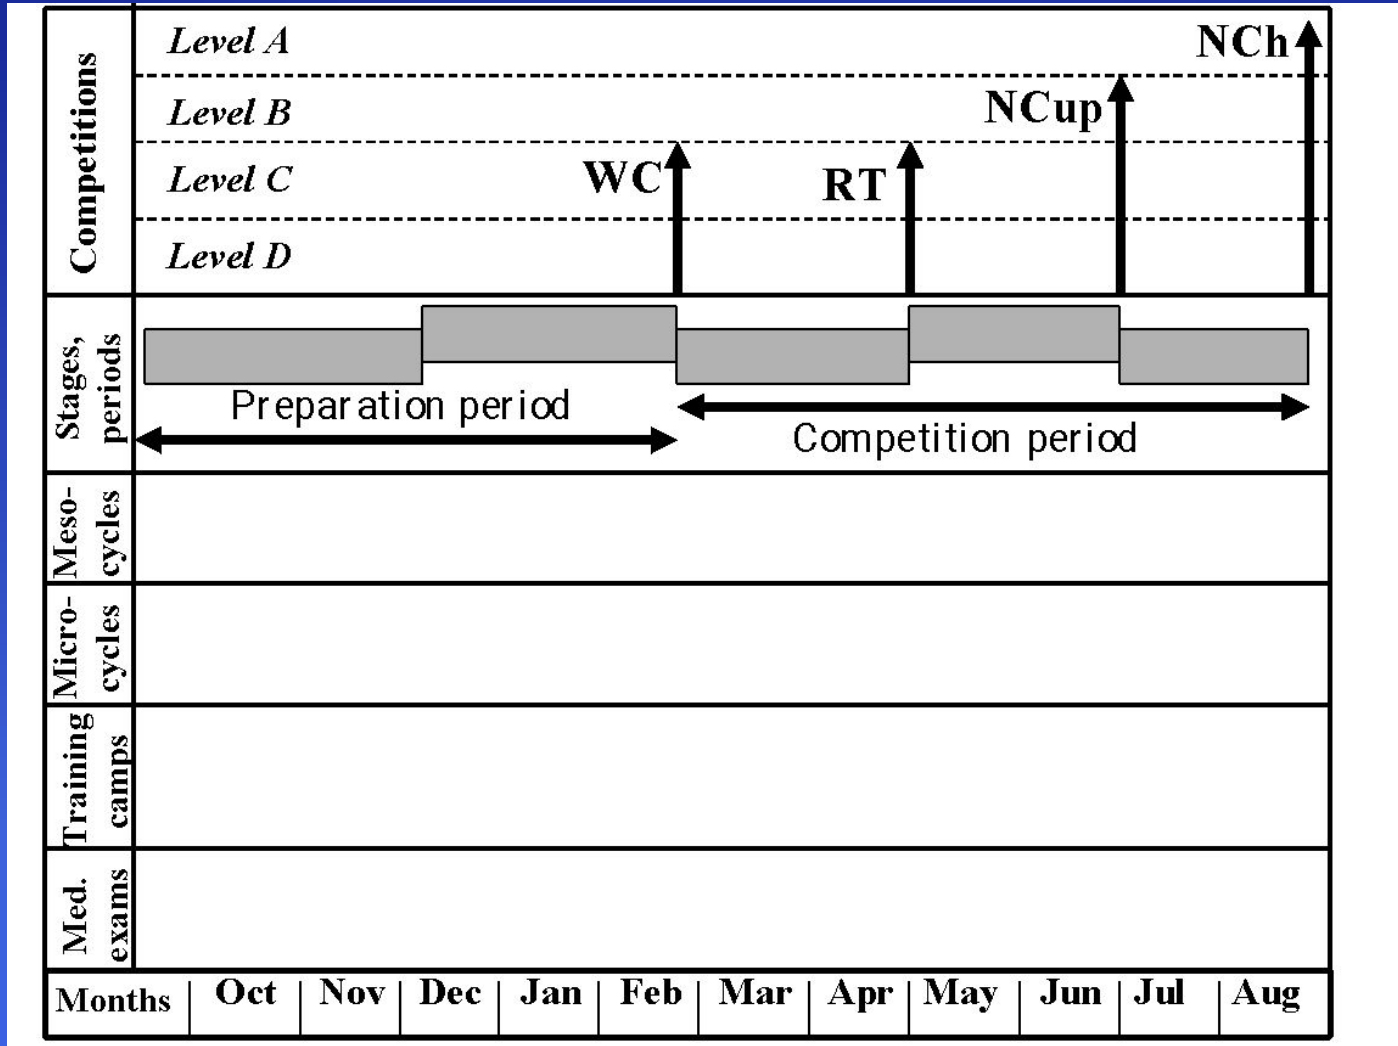 Competitions
Level A
NCh
Level B
NCup
Level C
WC
RT
Level D
Stages,
periods
Preparation period
Competition period
Meso-
cycles
Micro-
cycles
Training
camps
Med.
exams
Months Oct Nov Dec Jan Feb Mar Apr May Jun Jul Aug